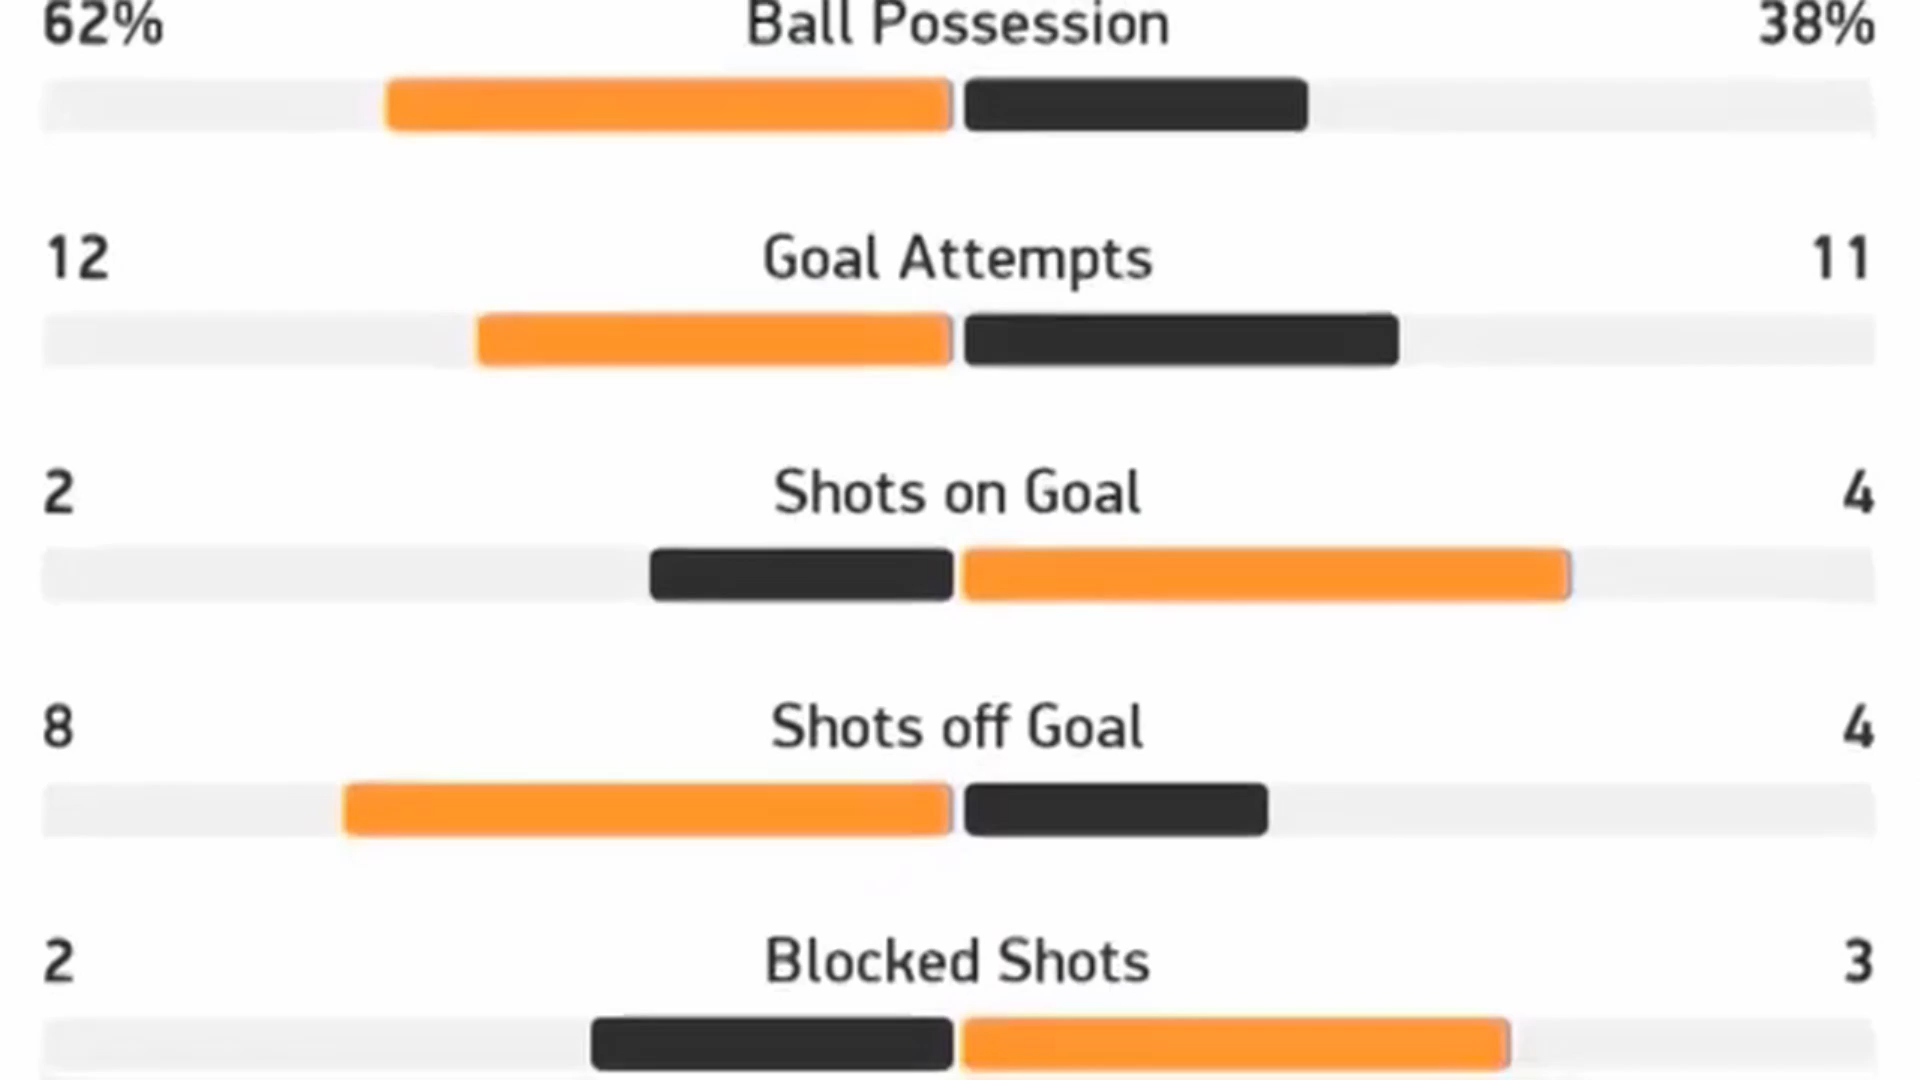 62% Ball Possession 38%
12 Goal Attempts 11
2 Shots on Goal 4
8 Shots off Goal 4
2 Blocked Shots 3